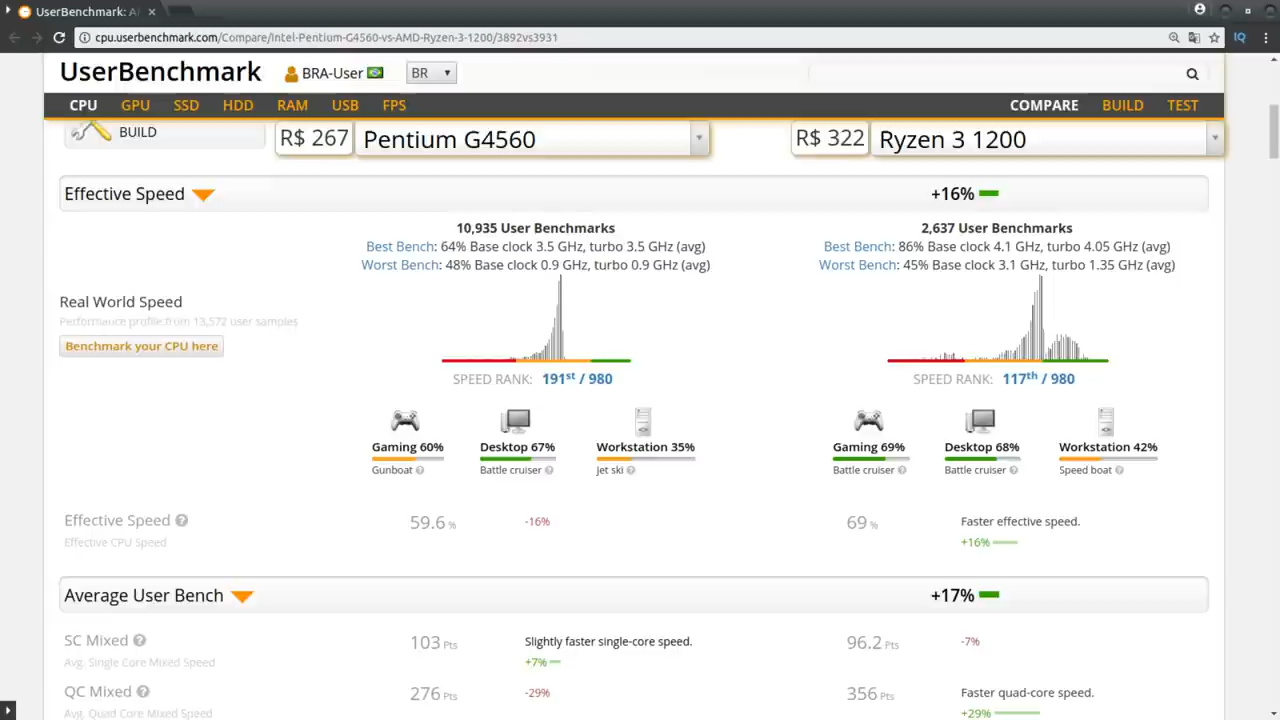 UserBenchmark: A
cpu.userbenchmark.com/Compare/Intel-Pentium-G4560-vs-AMD-Ryzen-3-1200/3892vs3931
IQ
UserBenchmark
BRA-User
BR
CPU GPU SSD HDD RAM USB FPS COMPARE BUILD TEST
BUILD
R$ 267 Pentium G4560
R$ 322 Ryzen 3 1200
Effective Speed +16%
10,935 User Benchmarks
Best Bench: 64% Base clock 3.5 GHz, turbo 3.5 GHz (avg)
Worst Bench: 48% Base clock 0.9 GHz, turbo 0.9 GHz (avg)
2,637 User Benchmarks
Best Bench: 86% Base clock 4.1 GHz, turbo 4.05 GHz (avg)
Worst Bench: 45% Base clock 3.1 GHz, turbo 1.35 GHz (avg)
Real World Speed
Performance profile from 13,572 user samples
Benchmark your CPU here
SPEED RANK: 191st / 980
SPEED RANK: 117th / 980
Gaming 60% Desktop 67% Workstation 35%
Gunboat Battle cruiser Jet ski
Gaming 69% Desktop 68% Workstation 42%
Battle cruiser Battle cruiser Speed boat
Effective Speed 59.6 % -16% 69 % Faster effective speed.
Effective CPU Speed +16%
Average User Bench +17%
SC Mixed 103 Pts Slightly faster single-core speed. 96.2 Pts -7%
Avg. Single Core Mixed Speed +7%
QC Mixed 276 Pts -29% 356 Pts Faster quad-core speed.
Avg. Quad Core Mixed Speed +29%